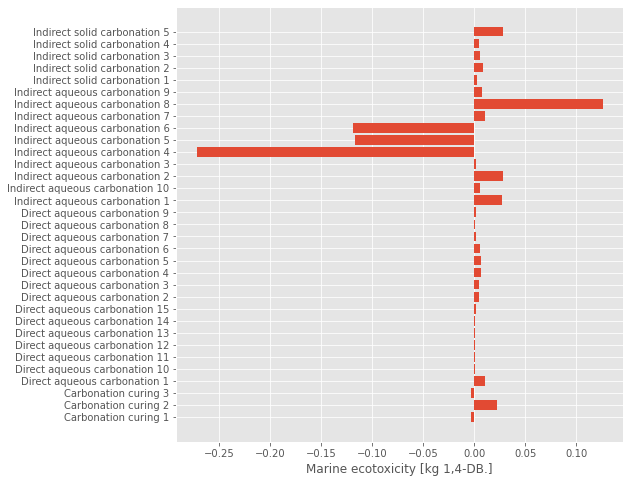 Indirect solid carbonation 5
Indirect solid carbonation 4
Indirect solid carbonation 3
Indirect solid carbonation 2
Indirect solid carbonation 1
Indirect aqueous carbonation 9
Indirect aqueous carbonation 8
Indirect aqueous carbonation 7
Indirect aqueous carbonation 6
Indirect aqueous carbonation 5
Indirect aqueous carbonation 4
Indirect aqueous carbonation 3
Indirect aqueous carbonation 2
Indirect aqueous carbonation 10
Indirect aqueous carbonation 1
Direct aqueous carbonation 9
Direct aqueous carbonation 8
Direct aqueous carbonation 7
Direct aqueous carbonation 6
Direct aqueous carbonation 5
Direct aqueous carbonation 4
Direct aqueous carbonation 3
Direct aqueous carbonation 2
Direct aqueous carbonation 15
Direct aqueous carbonation 14
Direct aqueous carbonation 13
Direct aqueous carbonation 12
Direct aqueous carbonation 11
Direct aqueous carbonation 10
Direct aqueous carbonation 1
Carbonation curing 3
Carbonation curing 2
Carbonation curing 1
−0.25 −0.20 −0.15 −0.10 −0.05 0.00 0.05 0.10
Marine ecotoxicity [kg 1,4-DB.]